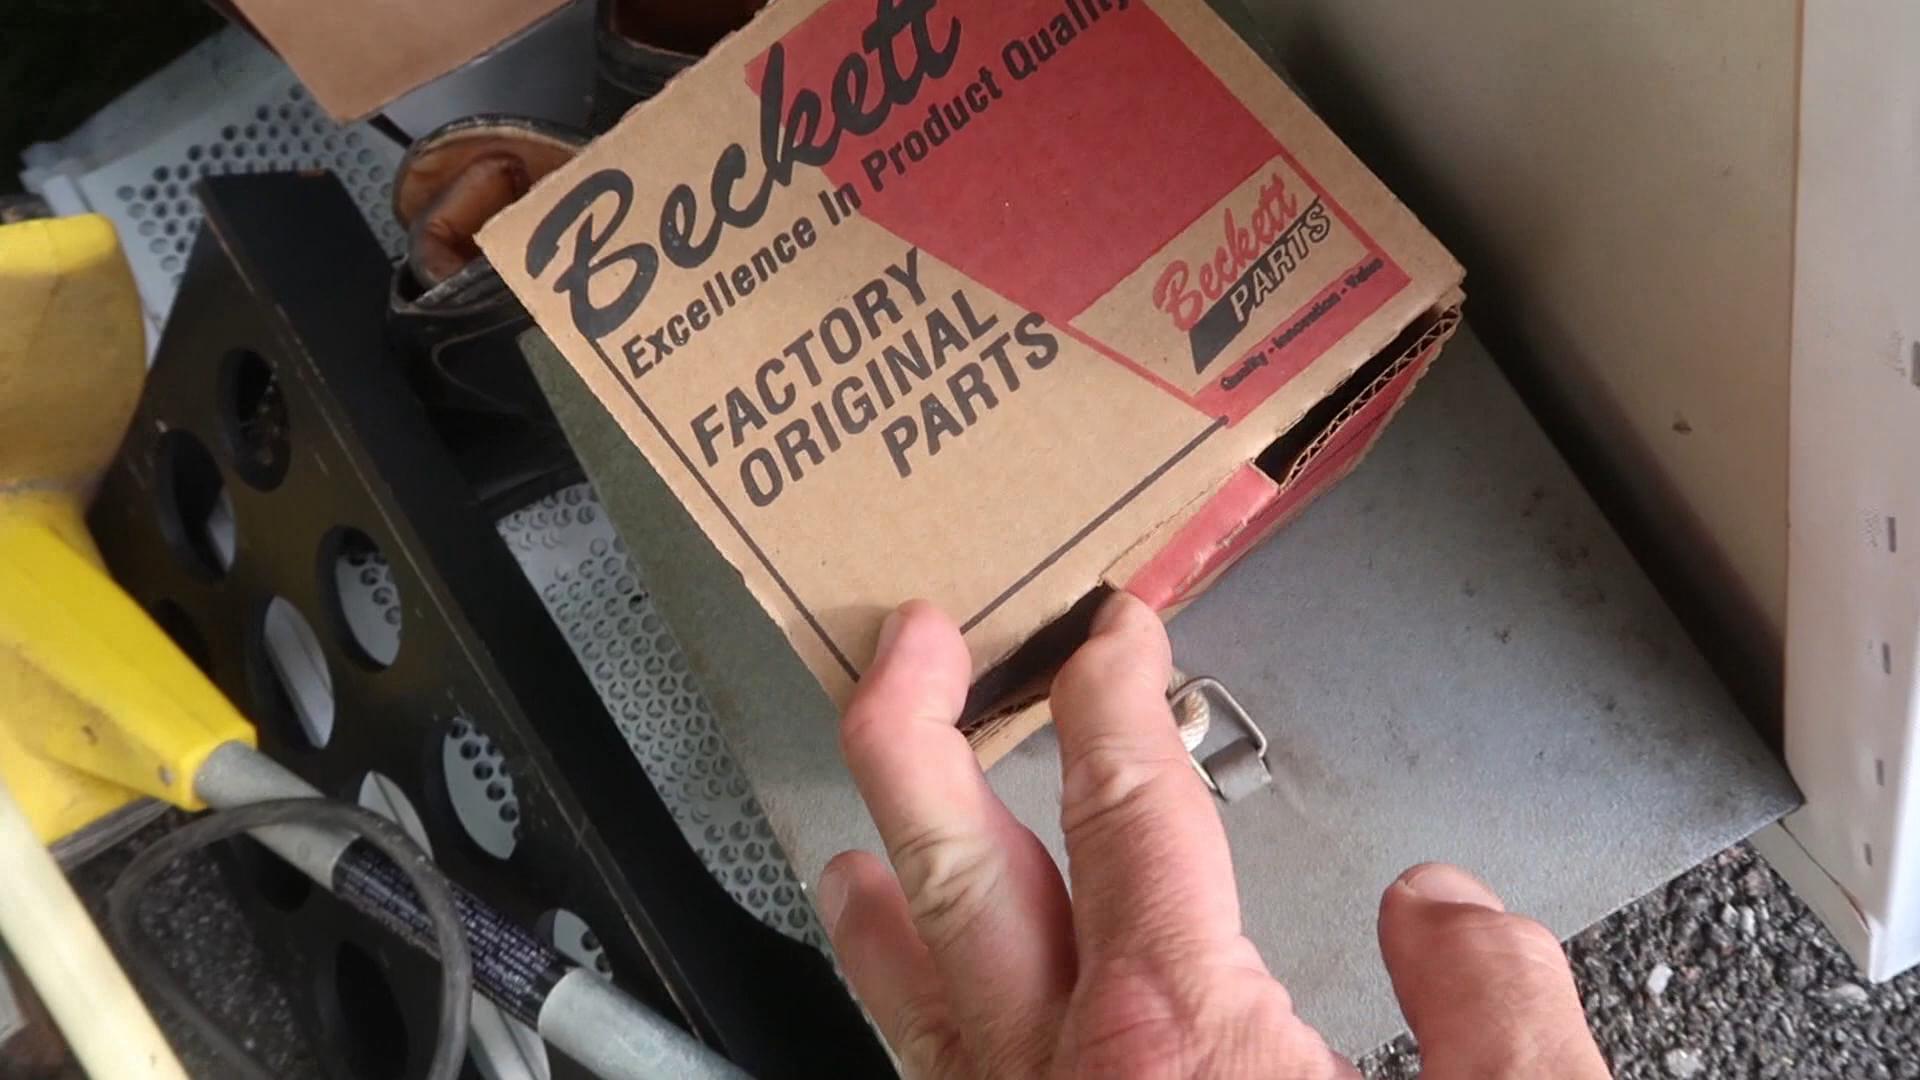 Beckett
Excellence In Product Quality
FACTORY
ORIGINAL
PARTS
Beckett
PARTS
Quality - Innovation - Value